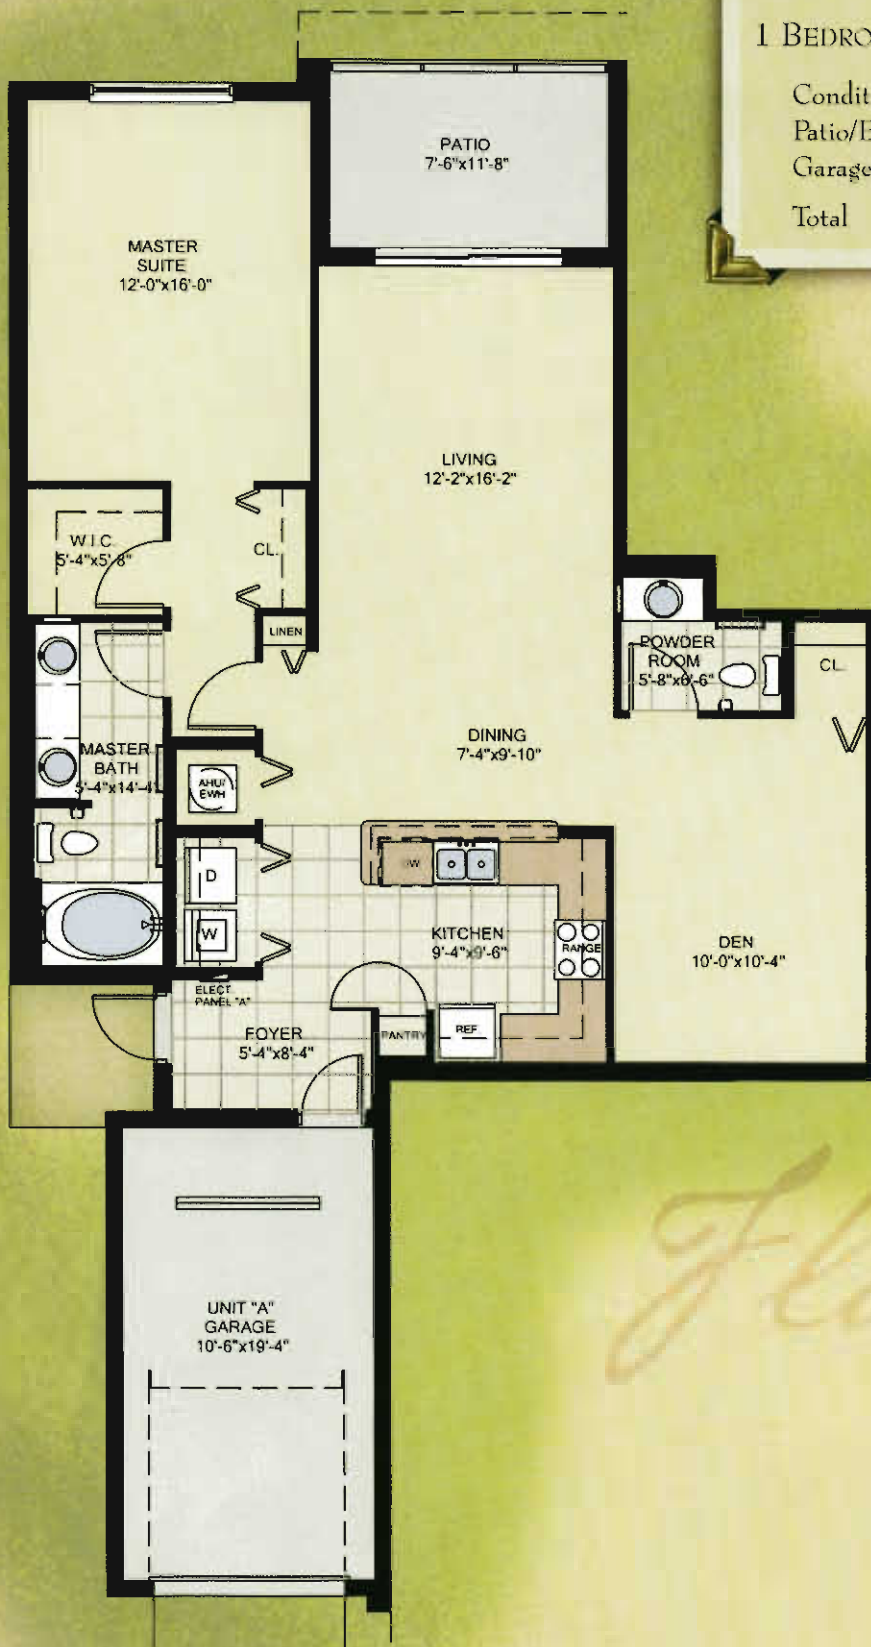 1 BEDRO
Condit
Patio/B
Garage
Total
PATIO
7'-6"x11'-8"
MASTER
SUITE
12'-0"x16'-0"
LIVING
12'-2"x16'-2"
W.I.C.
5'-4"x5'-8"
CL.
LINEN
POWDER
ROOM
5'-8"x6'-6"
CL.
DINING
7'-4"x9'-10"
MASTER
BATH
5'-4"x14'-4"
AHU/
EWH
D
W
DW
KITCHEN
9'-4"x9'-6"
RANGE
DEN
10'-0"x10'-4"
ELECT
PANEL "A"
FOYER
5'-4"x8'-4"
PANTRY
REF
UNIT "A"
GARAGE
10'-6"x19'-4"
Flo